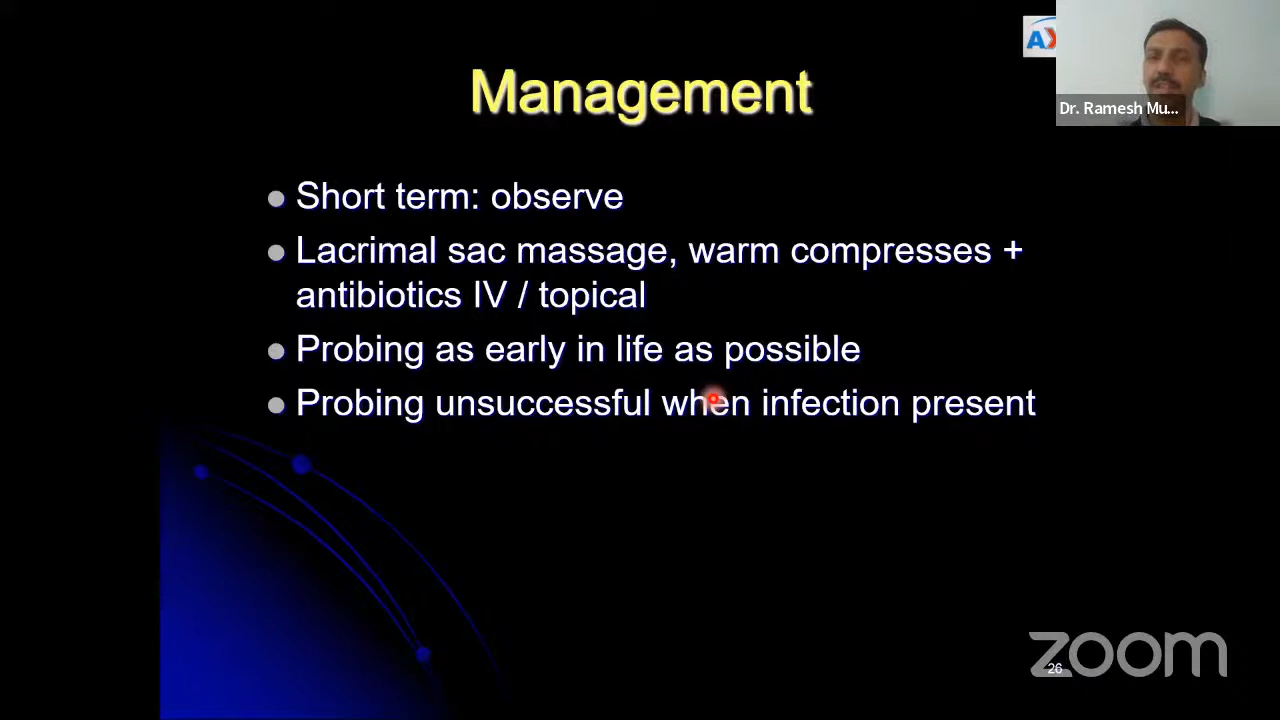 AX
Dr. Ramesh Mu...
Management
Short term: observe
Lacrimal sac massage, warm compresses +
antibiotics IV / topical
Probing as early in life as possible
Probing unsuccessful when infection present
zoom
26